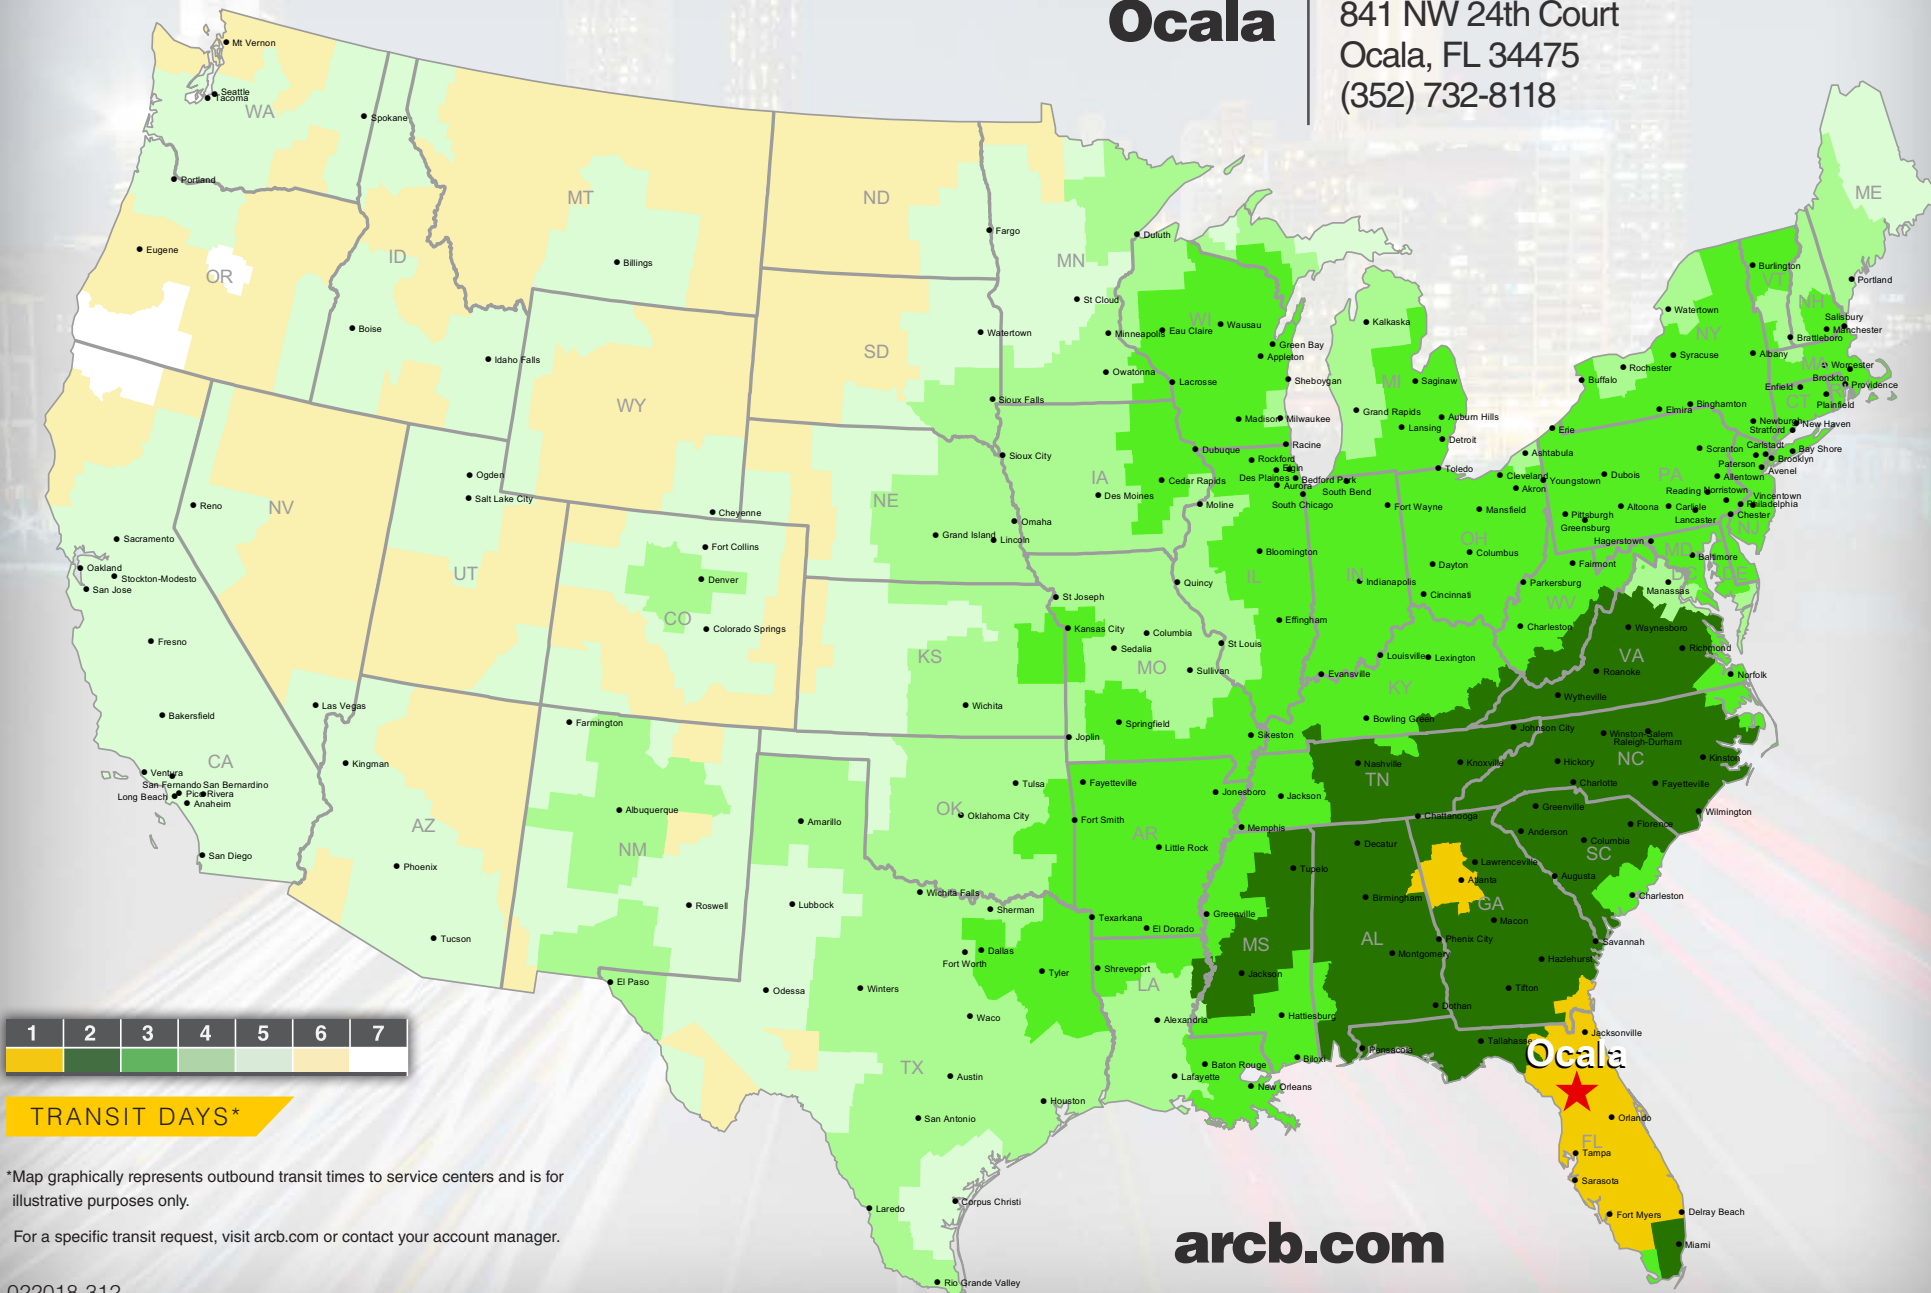 Ocala
841 NW 24th Court
Ocala, FL 34475
(352) 732-8118
Mt Vernon
Seattle
Tacoma
WA
Spokane
Portland
Eugene
OR
ID
Boise
Idaho Falls
MT
Billings
ND
Fargo
MN
Duluth
St Cloud
Minneapolis
Owatonna
SD
Watertown
Sioux Falls
WY
Cheyenne
WI
Eau Claire
Wausau
Green Bay
Appleton
Lacrosse
Sheboygan
Madison
Milwaukee
Racine
MI
Kalkaska
Saginaw
Grand Rapids
Lansing
Auburn Hills
Detroit
ME
Portland
VT
Burlington
NH
Salisbury
Manchester
Brattleboro
NY
Watertown
Syracuse
Rochester
Buffalo
Albany
Elmira
Binghamton
Newburgh
MA
Worcester
Brockton
Providence
Enfield
CT
Plainfield
New Haven
Stratford
Bay Shore
Carlstadt
Brooklyn
Paterson
Avenel
Erie
Scranton
Allentown
Dubois
PA
Reading
Norristown
Vincentown
Philadelphia
Altoona
Carlisle
Lancaster
Chester
Pittsburgh
Greensburg
NJ
Hagerstown
MD
Baltimore
DE
Manassas
Ashtabula
Toledo
Cleveland
Youngstown
Akron
Mansfield
OH
Columbus
Dayton
Cincinnati
Fairmont
Parkersburg
WV
Charleston
Waynesboro
VA
Richmond
Roanoke
Norfolk
Wytheville
Dubuque
Rockford
Elgin
Des Plaines
Bedford Park
Aurora
South Bend
South Chicago
Fort Wayne
Moline
Bloomington
IL
IN
Indianapolis
Quincy
Effingham
St Louis
Sioux City
IA
Cedar Rapids
Des Moines
NE
Omaha
Grand Island
Lincoln
Reno
NV
Ogden
Salt Lake City
UT
Fort Collins
Denver
CO
Colorado Springs
Sacramento
Oakland
Stockton-Modesto
San Jose
Fresno
Bakersfield
CA
Ventura
San Fernando
San Bernardino
Long Beach
Pico Rivera
Anaheim
San Diego
Las Vegas
Kingman
AZ
Phoenix
Tucson
Farmington
Albuquerque
NM
Roswell
KS
Wichita
St Joseph
Kansas City
Columbia
Sedalia
MO
Sullivan
Springfield
Joplin
Sikeston
Evansville
Louisville
Lexington
KY
Bowling Green
Johnson City
Winston-Salem
Raleigh-Durham
NC
Kinston
Hickory
Charlotte
Fayetteville
Wilmington
Nashville
TN
Knoxville
Jackson
Memphis
Chattanooga
Greenville
Anderson
Florence
Columbia
SC
Charleston
Tulsa
OK
Oklahoma City
Fayetteville
Fort Smith
AR
Jonesboro
Little Rock
El Dorado
Texarkana
Amarillo
Lubbock
Wichita Falls
Sherman
Dallas
Fort Worth
Tyler
El Paso
Odessa
Winters
Waco
TX
Austin
Houston
San Antonio
Corpus Christi
Laredo
Rio Grande Valley
Shreveport
LA
Alexandria
Baton Rouge
Lafayette
New Orleans
Greenville
Tupelo
MS
Jackson
Hattiesburg
Biloxi
Decatur
Birmingham
AL
Montgomery
Dothan
Lawrenceville
Atlanta
GA
Augusta
Macon
Phenix City
Savannah
Hazlehurst
Tifton
Pensacola
Tallahassee
Jacksonville
Ocala
Orlando
FL
Tampa
Sarasota
Fort Myers
Delray Beach
Miami
1 2 3 4 5 6 7
TRANSIT DAYS*
*Map graphically represents outbound transit times to service centers and is for
illustrative purposes only.
For a specific transit request, visit arcb.com or contact your account manager.
022018-312
arcb.com